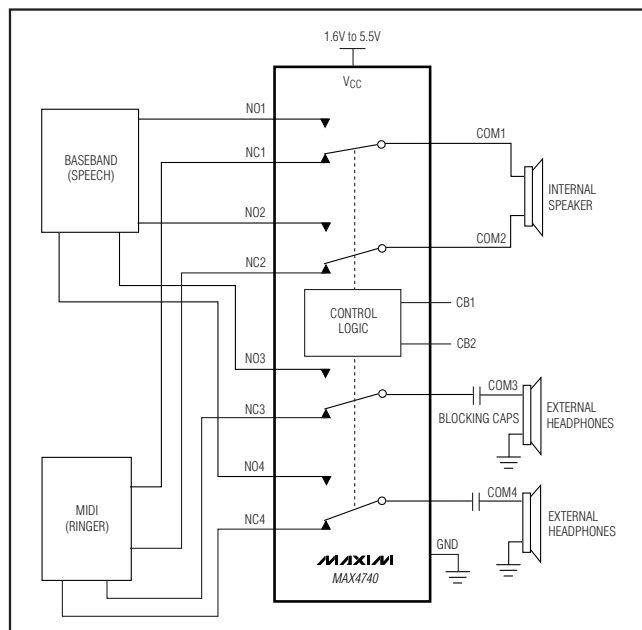 1.6V to 5.5V
VCC
NO1
COM1
BASEBAND
(SPEECH)
NC1
INTERNAL
SPEAKER
NO2
COM2
NC2
CONTROL
LOGIC
CB1
CB2
NO3
COM3
NC3
BLOCKING CAPS
EXTERNAL
HEADPHONES
NO4
COM4
MIDI
(RINGER)
NC4
EXTERNAL
HEADPHONES
GND
MAXIM
MAX4740